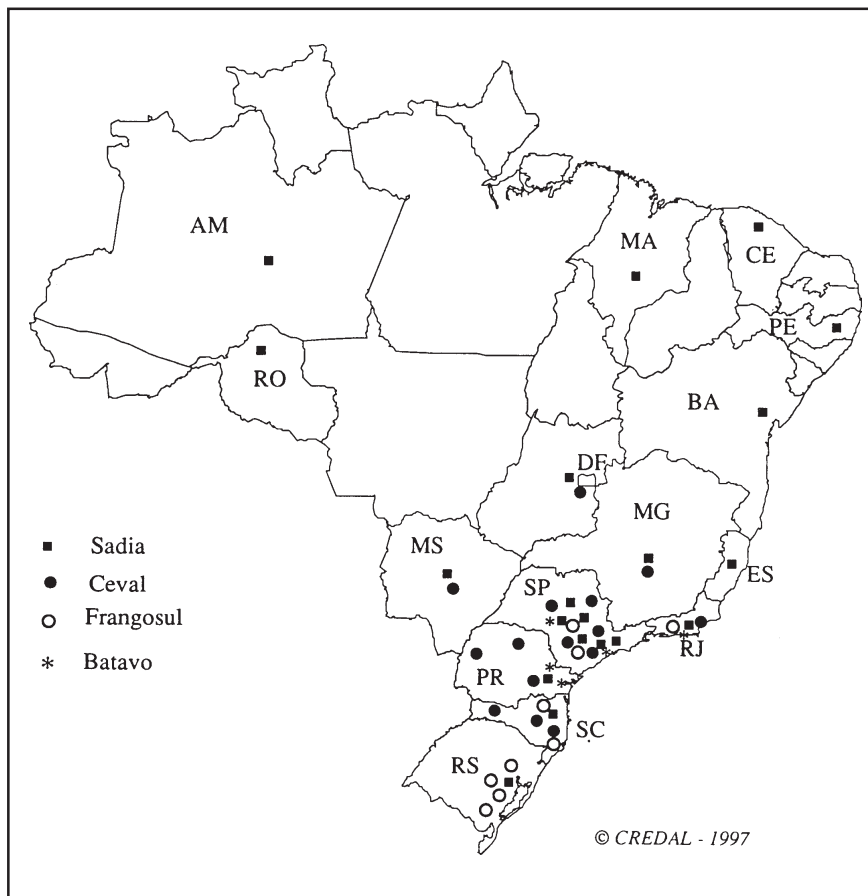 AM
MA
CE
PE
RO
BA
DF
MG
MS
ES
SP
RJ
PR
SC
RS
Sadia
Ceval
Frangosul
Batavo
© CREDAL - 1997